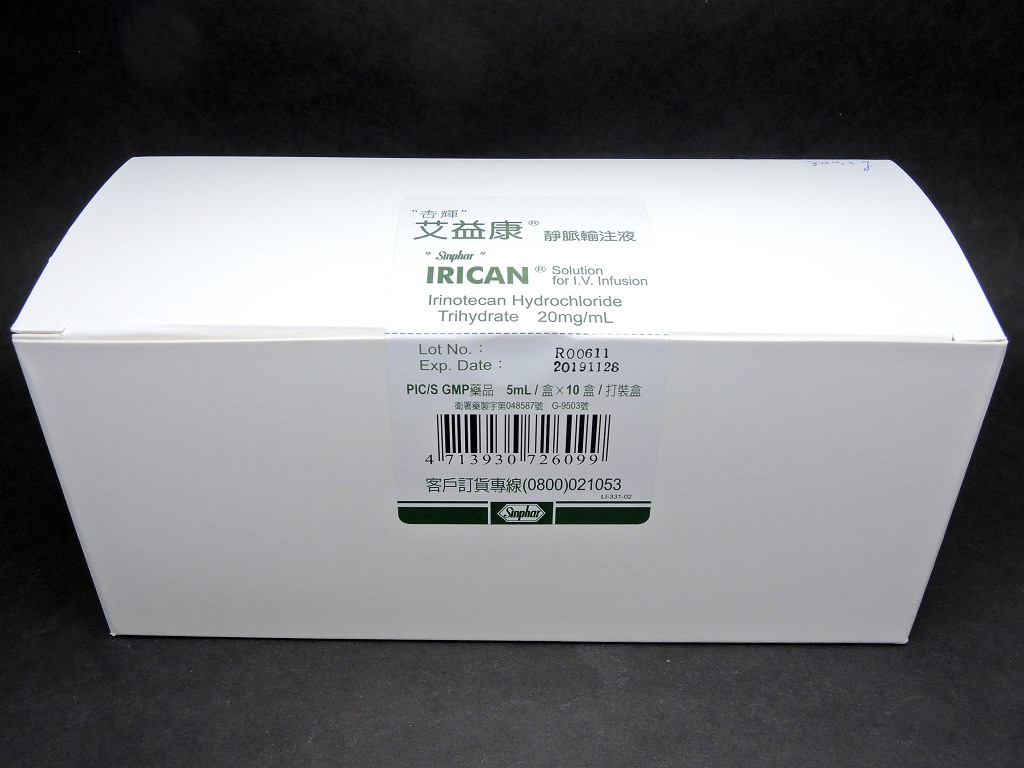 "杏輝"
艾益康® 靜脈輸注液
"Sinphar"
IRICAN® Solution for I.V. Infusion
Irinotecan Hydrochloride
Trihydrate 20mg/mL
Lot No.： R00611
Exp. Date： 20191128
PIC/S GMP藥品 5mL / 盒 × 10 盒 / 打裝盒
衛署藥製字第048587號 G-9503號
4 713930 726099
客戶訂貨專線(0800)021053
LI-331-02
Sinphar